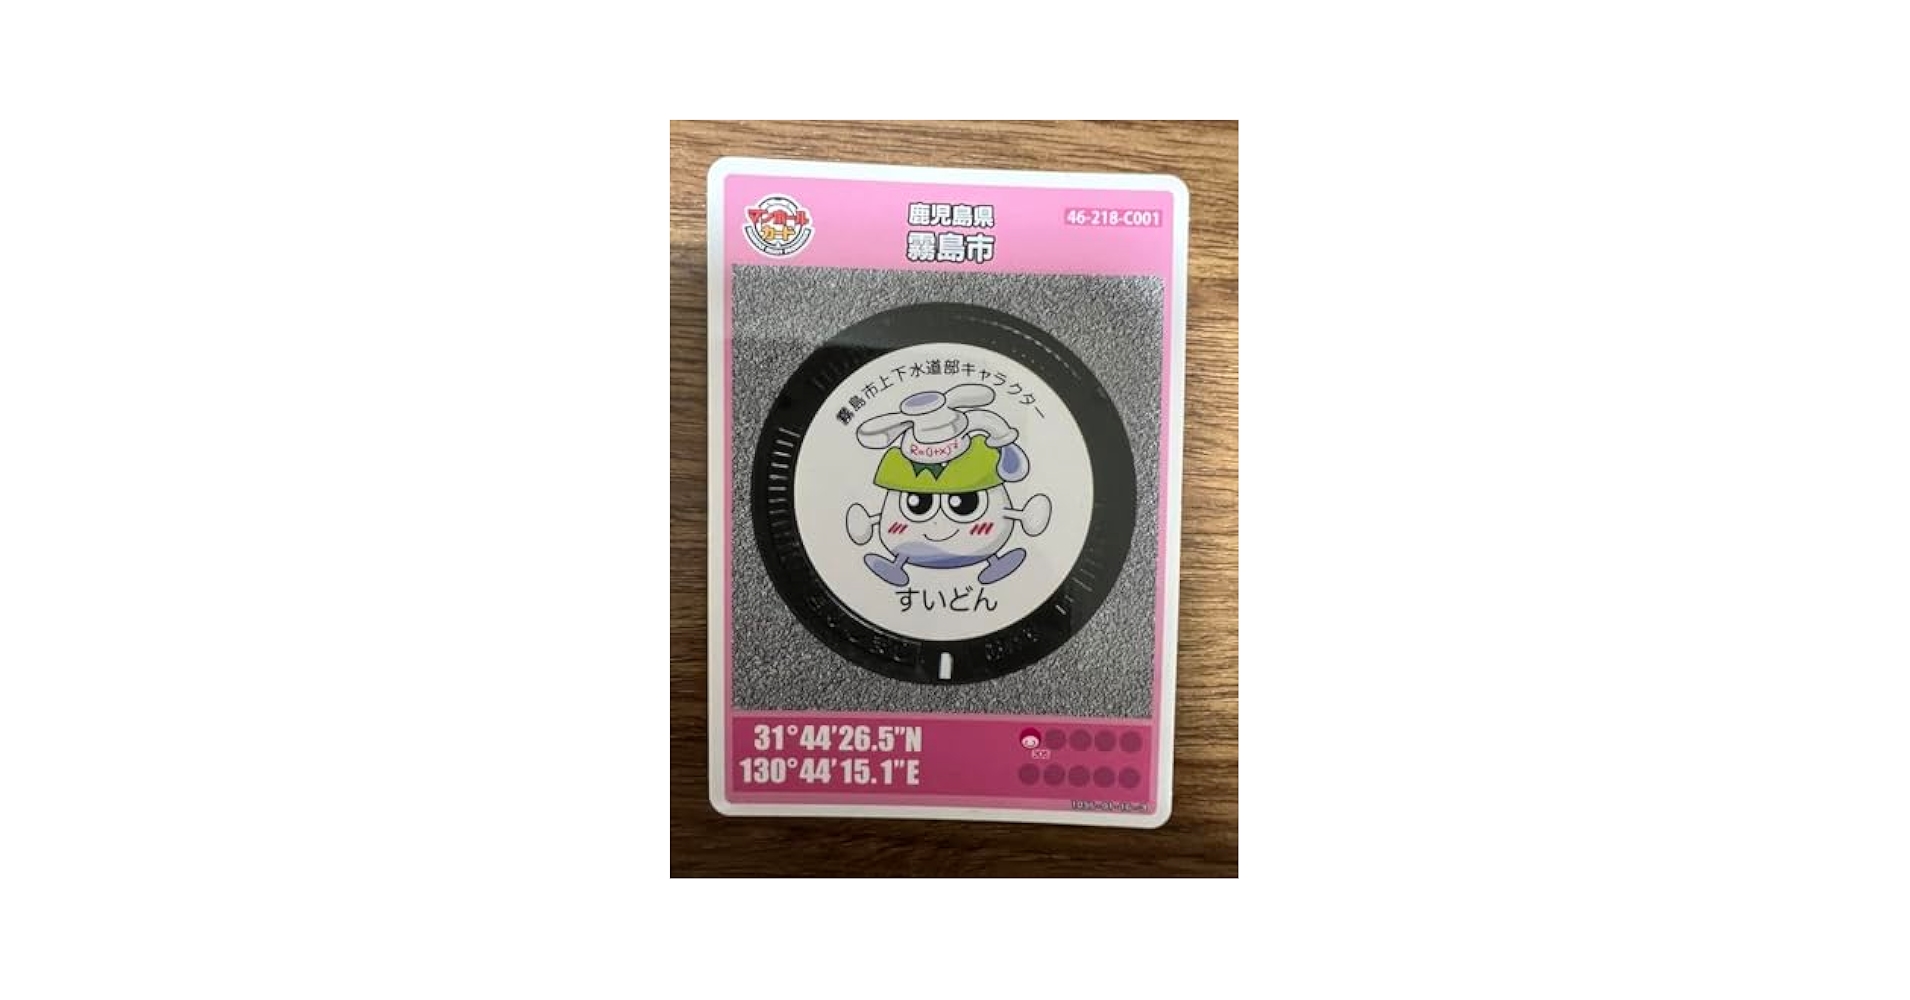 マンホール
カード
鹿児島県
霧島市
46-218-C001
霧島市上下水道部キャラクター
すいどん
31°44'26.5"N
130°44'15.1"E